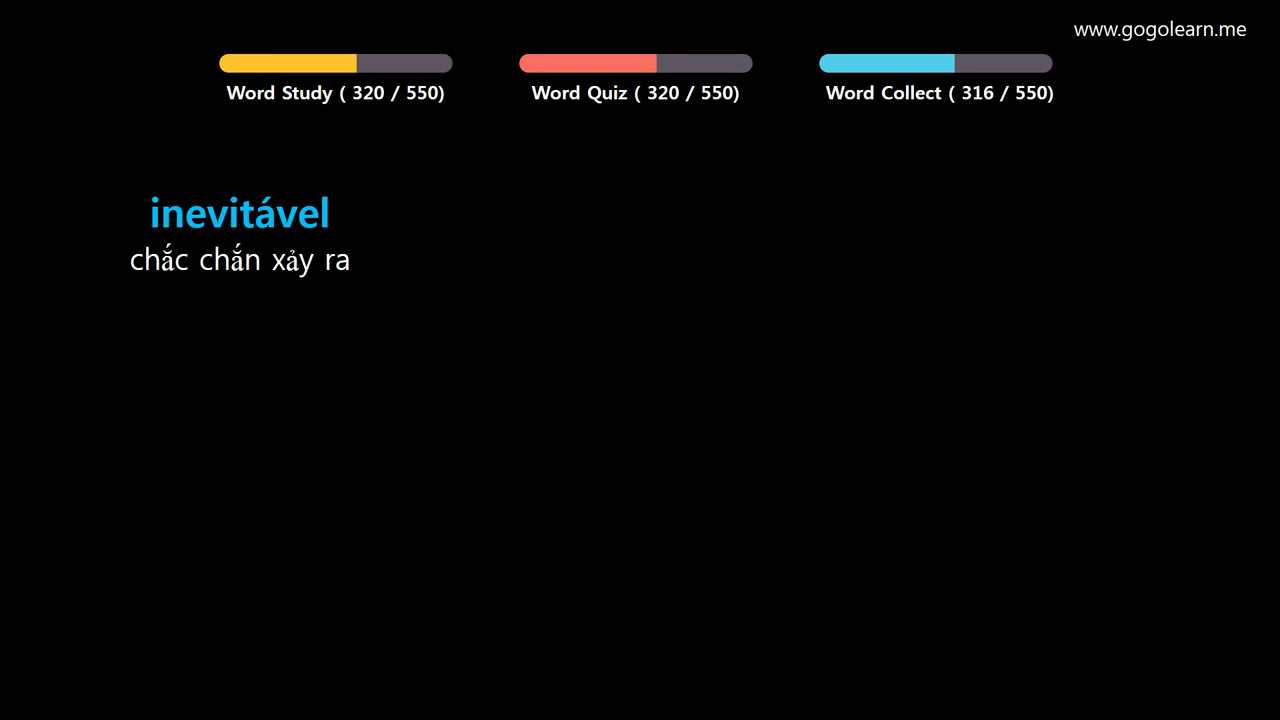 www.gogolearn.me
Word Study ( 320 / 550)
Word Quiz ( 320 / 550)
Word Collect ( 316 / 550)
inevitável
chắc chắn xảy ra